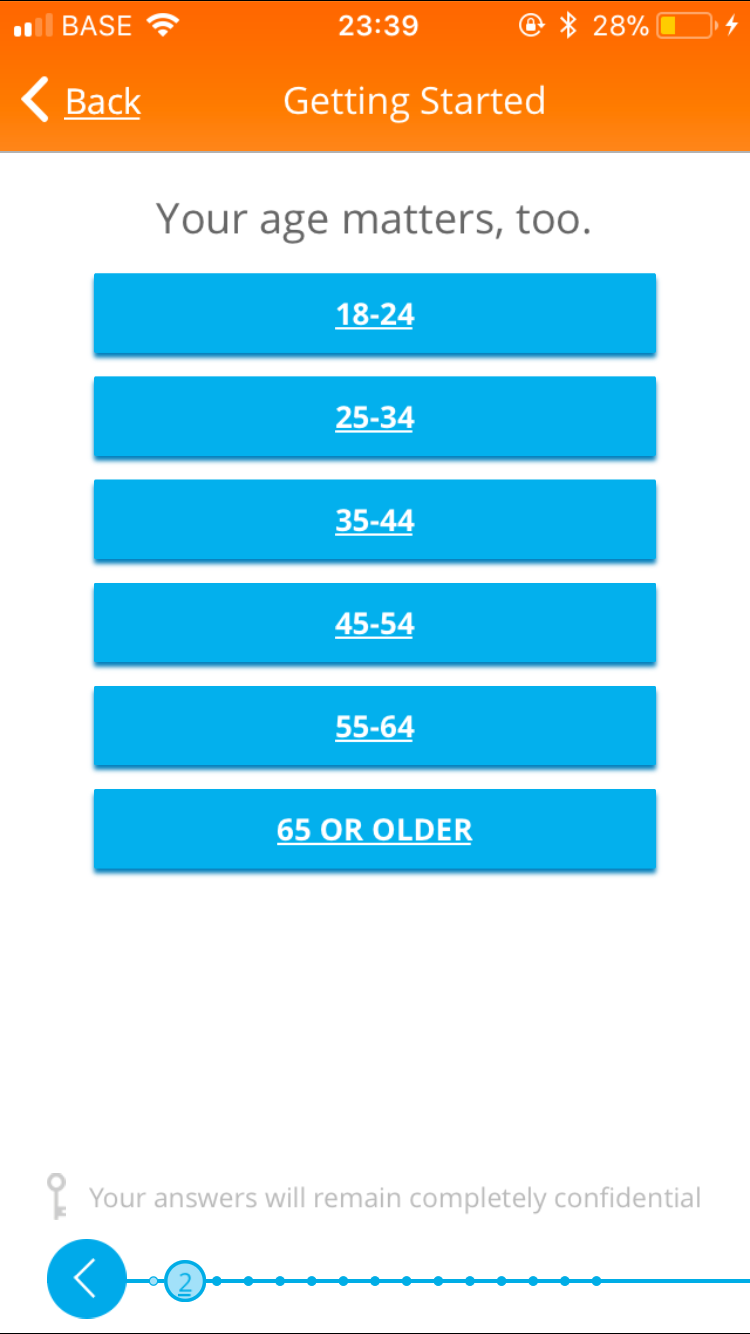 BASE 23:39 28%
Back Getting Started
Your age matters, too.
18-24
25-34
35-44
45-54
55-64
65 OR OLDER
Your answers will remain completely confidential
2